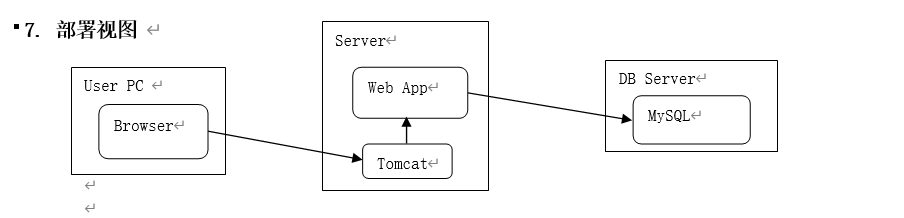 7. 部署视图
User PC
Browser
Server
Web App
Tomcat
DB Server
MySQL